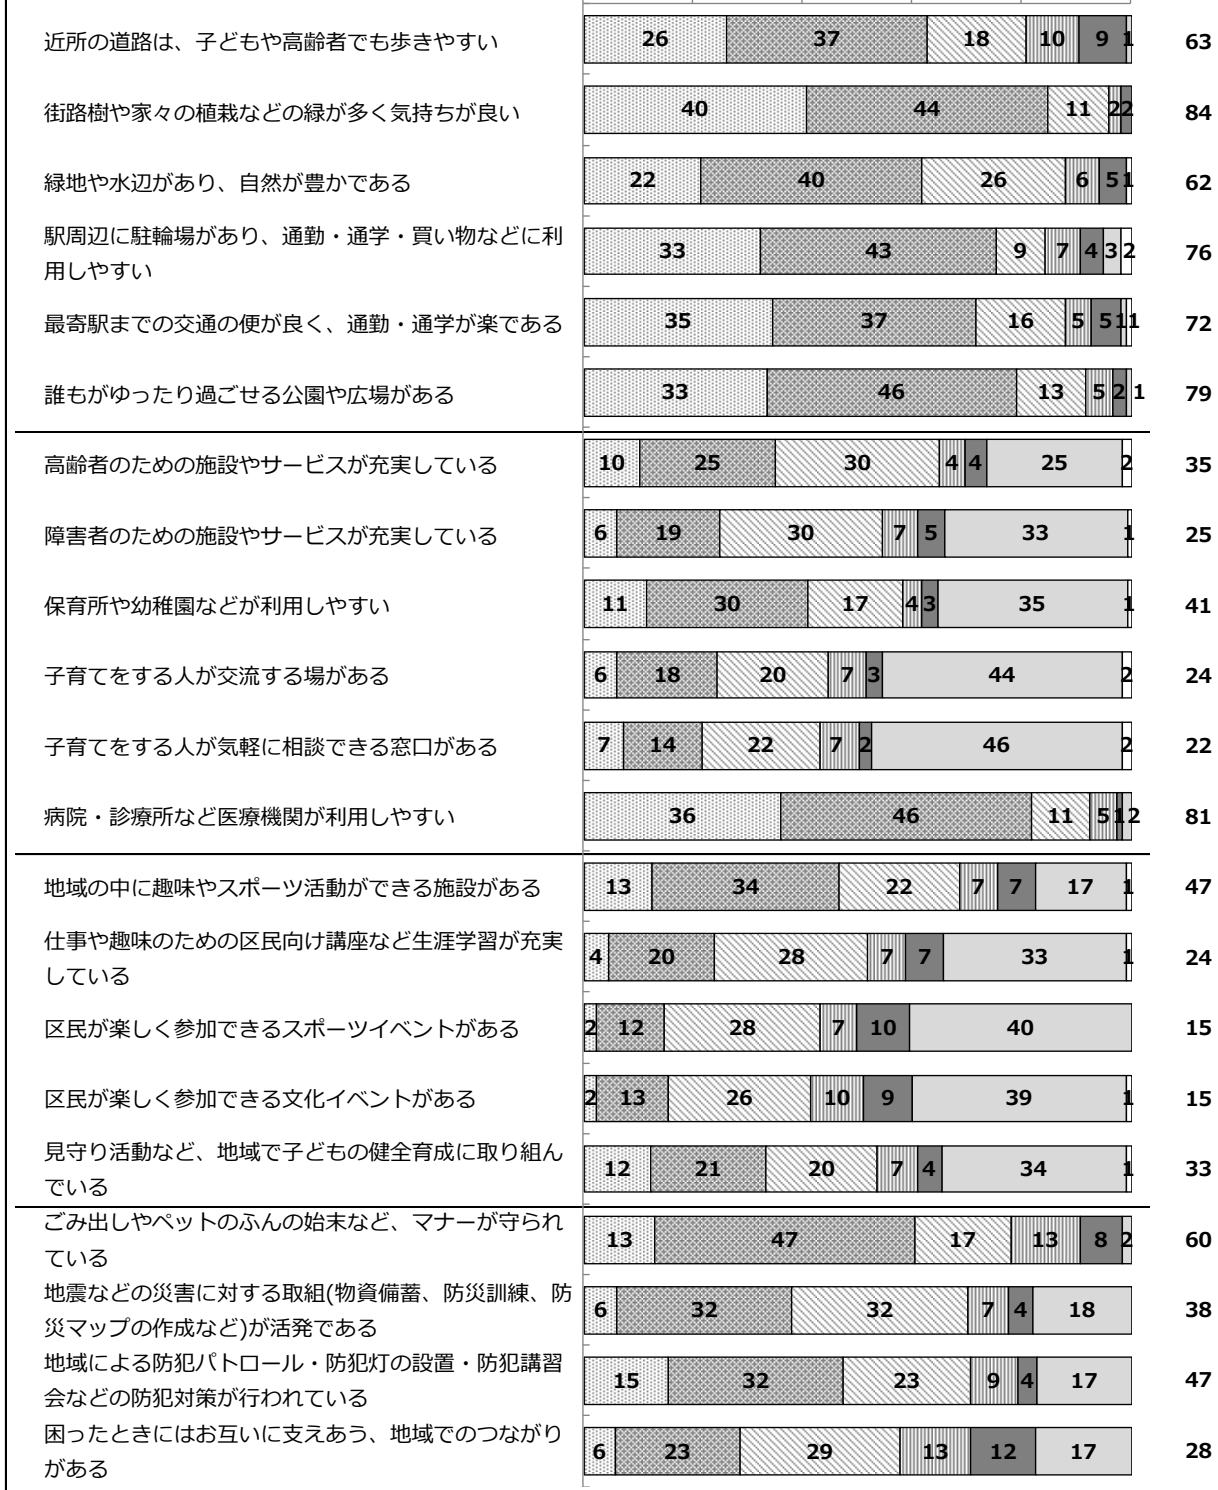 近所の道路は、子どもや高齢者でも歩きやすい 26 37 18 10 9 1 63
街路樹や家々の植栽などの緑が多く気持ちが良い 40 44 11 2 2 84
緑地や水辺があり、自然が豊かである 22 40 26 6 5 1 62
駅周辺に駐輪場があり、通勤・通学・買い物などに利
用しやすい 33 43 9 7 4 3 2 76
最寄駅までの交通の便が良く、通勤・通学が楽である 35 37 16 5 5 1 1 72
誰もがゆったり過ごせる公園や広場がある 33 46 13 5 2 1 79
高齢者のための施設やサービスが充実している 10 25 30 4 4 25 2 35
障害者のための施設やサービスが充実している 6 19 30 7 5 33 1 25
保育所や幼稚園などが利用しやすい 11 30 17 4 3 35 1 41
子育てをする人が交流する場がある 6 18 20 7 3 44 2 24
子育てをする人が気軽に相談できる窓口がある 7 14 22 7 2 46 2 22
病院・診療所など医療機関が利用しやすい 36 46 11 5 1 2 81
地域の中に趣味やスポーツ活動ができる施設がある 13 34 22 7 7 17 1 47
仕事や趣味のための区民向け講座など生涯学習が充実
している 4 20 28 7 7 33 1 24
区民が楽しく参加できるスポーツイベントがある 2 12 28 7 10 40 15
区民が楽しく参加できる文化イベントがある 2 13 26 10 9 39 1 15
見守り活動など、地域で子どもの健全育成に取り組ん
でいる 12 21 20 7 4 34 1 33
ごみ出しやペットのふんの始末など、マナーが守られ
ている 13 47 17 13 8 2 60
地震などの災害に対する取組(物資備蓄、防災訓練、防
災マップの作成など)が活発である 6 32 32 7 4 18 38
地域による防犯パトロール・防犯灯の設置・防犯講習
会などの防犯対策が行われている 15 32 23 9 4 17 47
困ったときにはお互いに支えあう、地域でのつながり
がある 6 23 29 13 12 17 28